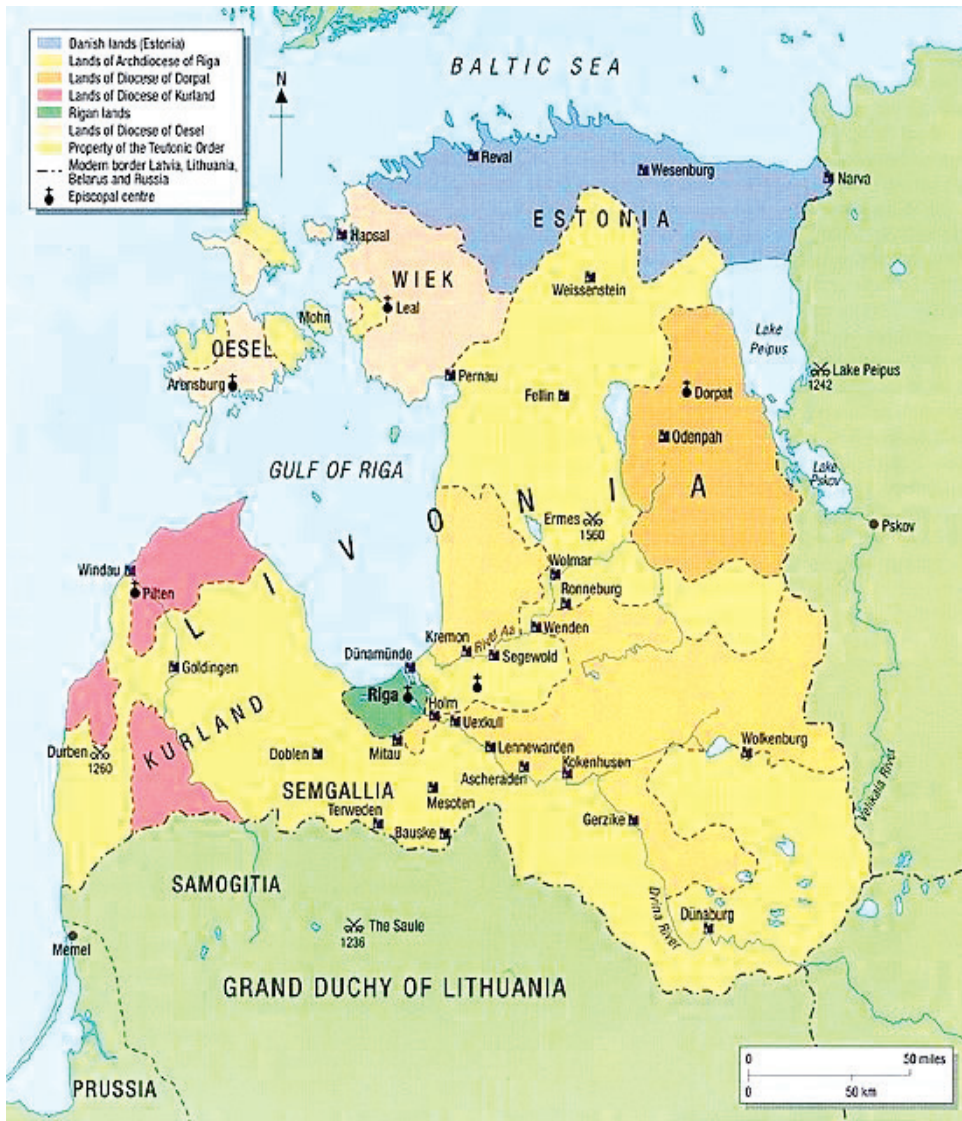 Danish lands (Estonia)
Lands of Archdiocese of Riga
Lands of Diocese of Dorpat
Lands of Diocese of Kurland
Rigan lands
Lands of Diocese of Oesel
Property of the Teutonic Order
Modern border Latvia, Lithuania,
Belarus and Russia
Episcopal centre
N
BALTIC SEA
Reval
Wesenburg
Narva
ESTONIA
Hapsal
WIEK
Weissenstein
Leal
Mohn
OESEL
Lake
Peipus
Arensburg
Pernau
Fellin
Dorpat
Lake Peipus
1242
Odenpah
GULF OF RIGA
Lake
Pskov
LIVONIA
Ermes
1560
Pskov
Windau
Pilten
Wolmar
Ronneburg
Wenden
Kremon
River Aa
Segewold
Goldingen
Dünamünde
Riga
Holm
Uexkull
KURLAND
Durben
1260
Doblen
Mitau
Lennewarden
Wolkenburg
Kokenhusen
Ascheraden
SEMGALLIA
Mesoten
Terweden
Bauske
Gerzike
Velikaia River
SAMOGITIA
Dvina River
Dünaburg
The Saule
1236
Memel
GRAND DUCHY OF LITHUANIA
PRUSSIA
0 50 miles
0 50 km